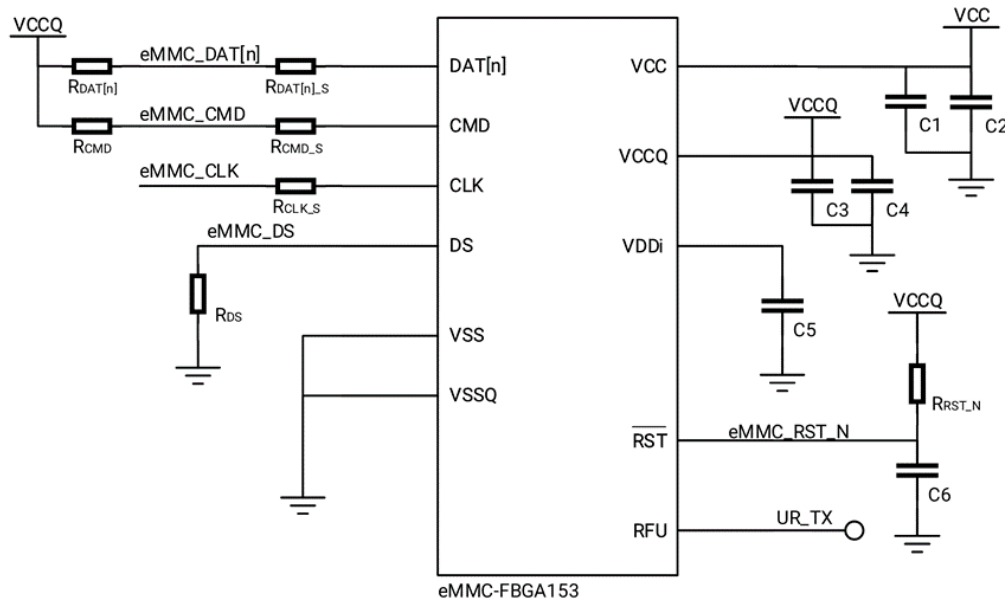 VCCQ
eMMC_DAT[n]
RDAT[n]
RDAT[n]_S
eMMC_CMD
RCMD
RCMD_S
eMMC_CLK
RCLK_S
eMMC_DS
RDS
DAT[n]
CMD
CLK
DS
VSS
VSSQ
VCC
VCCQ
VDDi
RST
RFU
eMMC-FBGA153
VCC
C1
C2
VCCQ
C3
C4
C5
VCCQ
RRST_N
eMMC_RST_N
C6
UR_TX